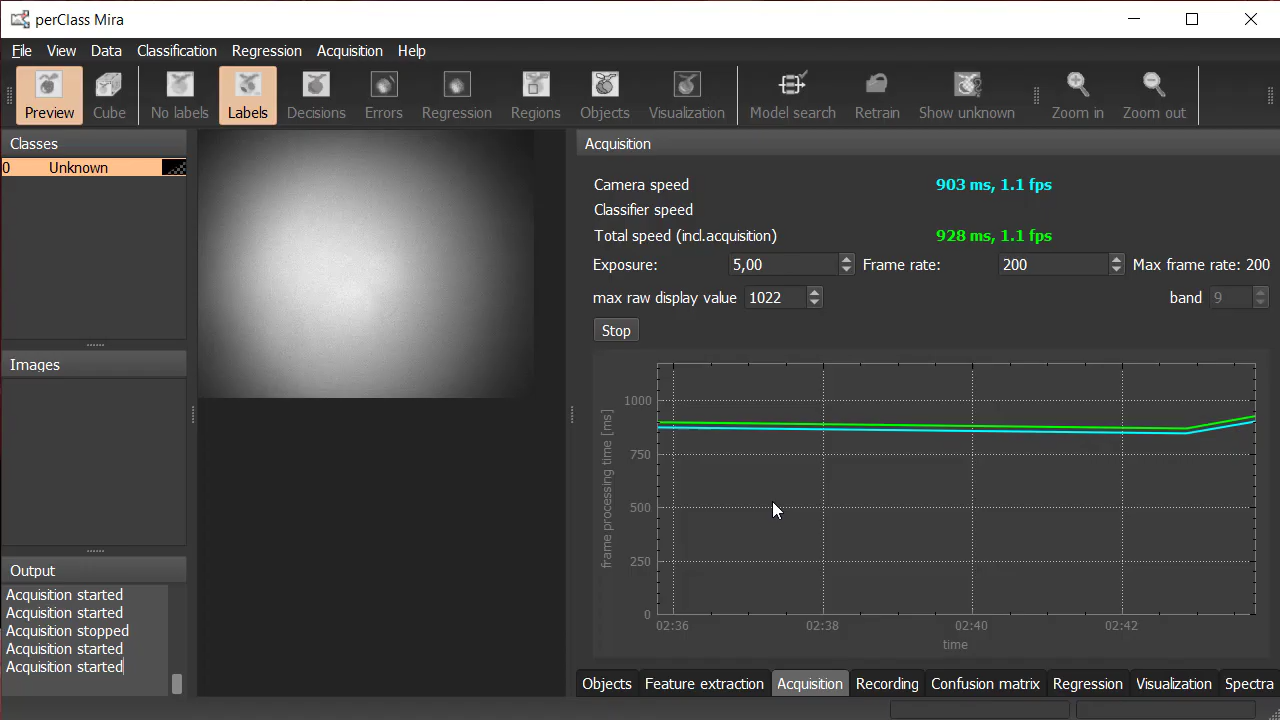 perClass Mira
File View Data Classification Regression Acquisition Help
Preview Cube No labels Labels Decisions Errors Regression Regions Objects Visualization Model search Retrain Show unknown Zoom in Zoom out
Classes
0 Unknown
Images
Output
Acquisition started
Acquisition started
Acquisition stopped
Acquisition started
Acquisition started
Acquisition
Camera speed 903 ms, 1.1 fps
Classifier speed
Total speed (incl.acquisition) 928 ms, 1.1 fps
Exposure: 5,00 Frame rate: 200 Max frame rate: 200
max raw display value 1022 band 9
Stop
frame processing time [ms]
1000
750
500
250
0
02:36 02:38 02:40 02:42
time
Objects Feature extraction Acquisition Recording Confusion matrix Regression Visualization Spectra